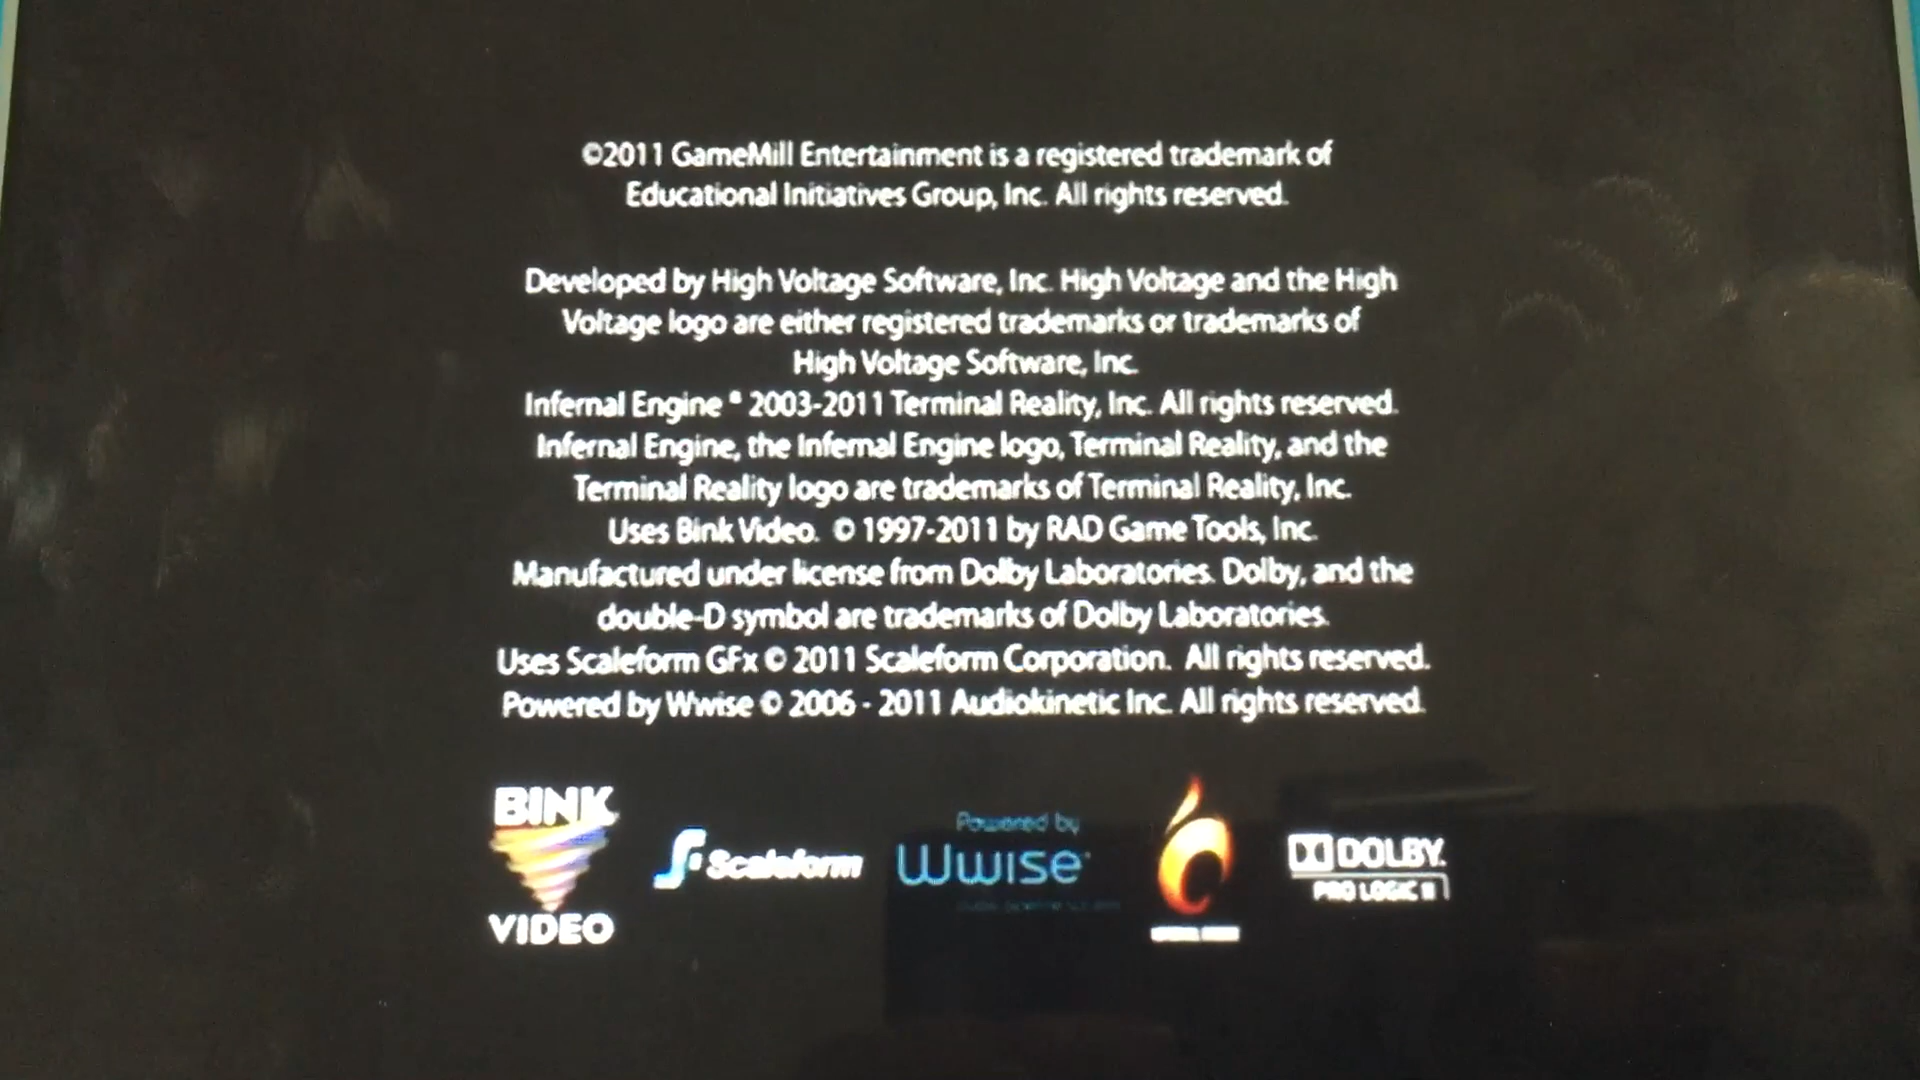 ©2011 GameMill Entertainment is a registered trademark of
Educational Initiatives Group, Inc. All rights reserved.
Developed by High Voltage Software, Inc. High Voltage and the High
Voltage logo are either registered trademarks or trademarks of
High Voltage Software, Inc.
Infernal Engine ® 2003-2011 Terminal Reality, Inc. All rights reserved.
Infernal Engine, the Infernal Engine logo, Terminal Reality, and the
Terminal Reality logo are trademarks of Terminal Reality, Inc.
Uses Bink Video. © 1997-2011 by RAD Game Tools, Inc.
Manufactured under license from Dolby Laboratories. Dolby, and the
double-D symbol are trademarks of Dolby Laboratories.
Uses Scaleform GFx © 2011 Scaleform Corporation. All rights reserved.
Powered by Wwise © 2006 - 2011 Audiokinetic Inc. All rights reserved.
BINK
VIDEO
Scaleform
Powered by
Wwise
DOLBY
PRO LOGIC II